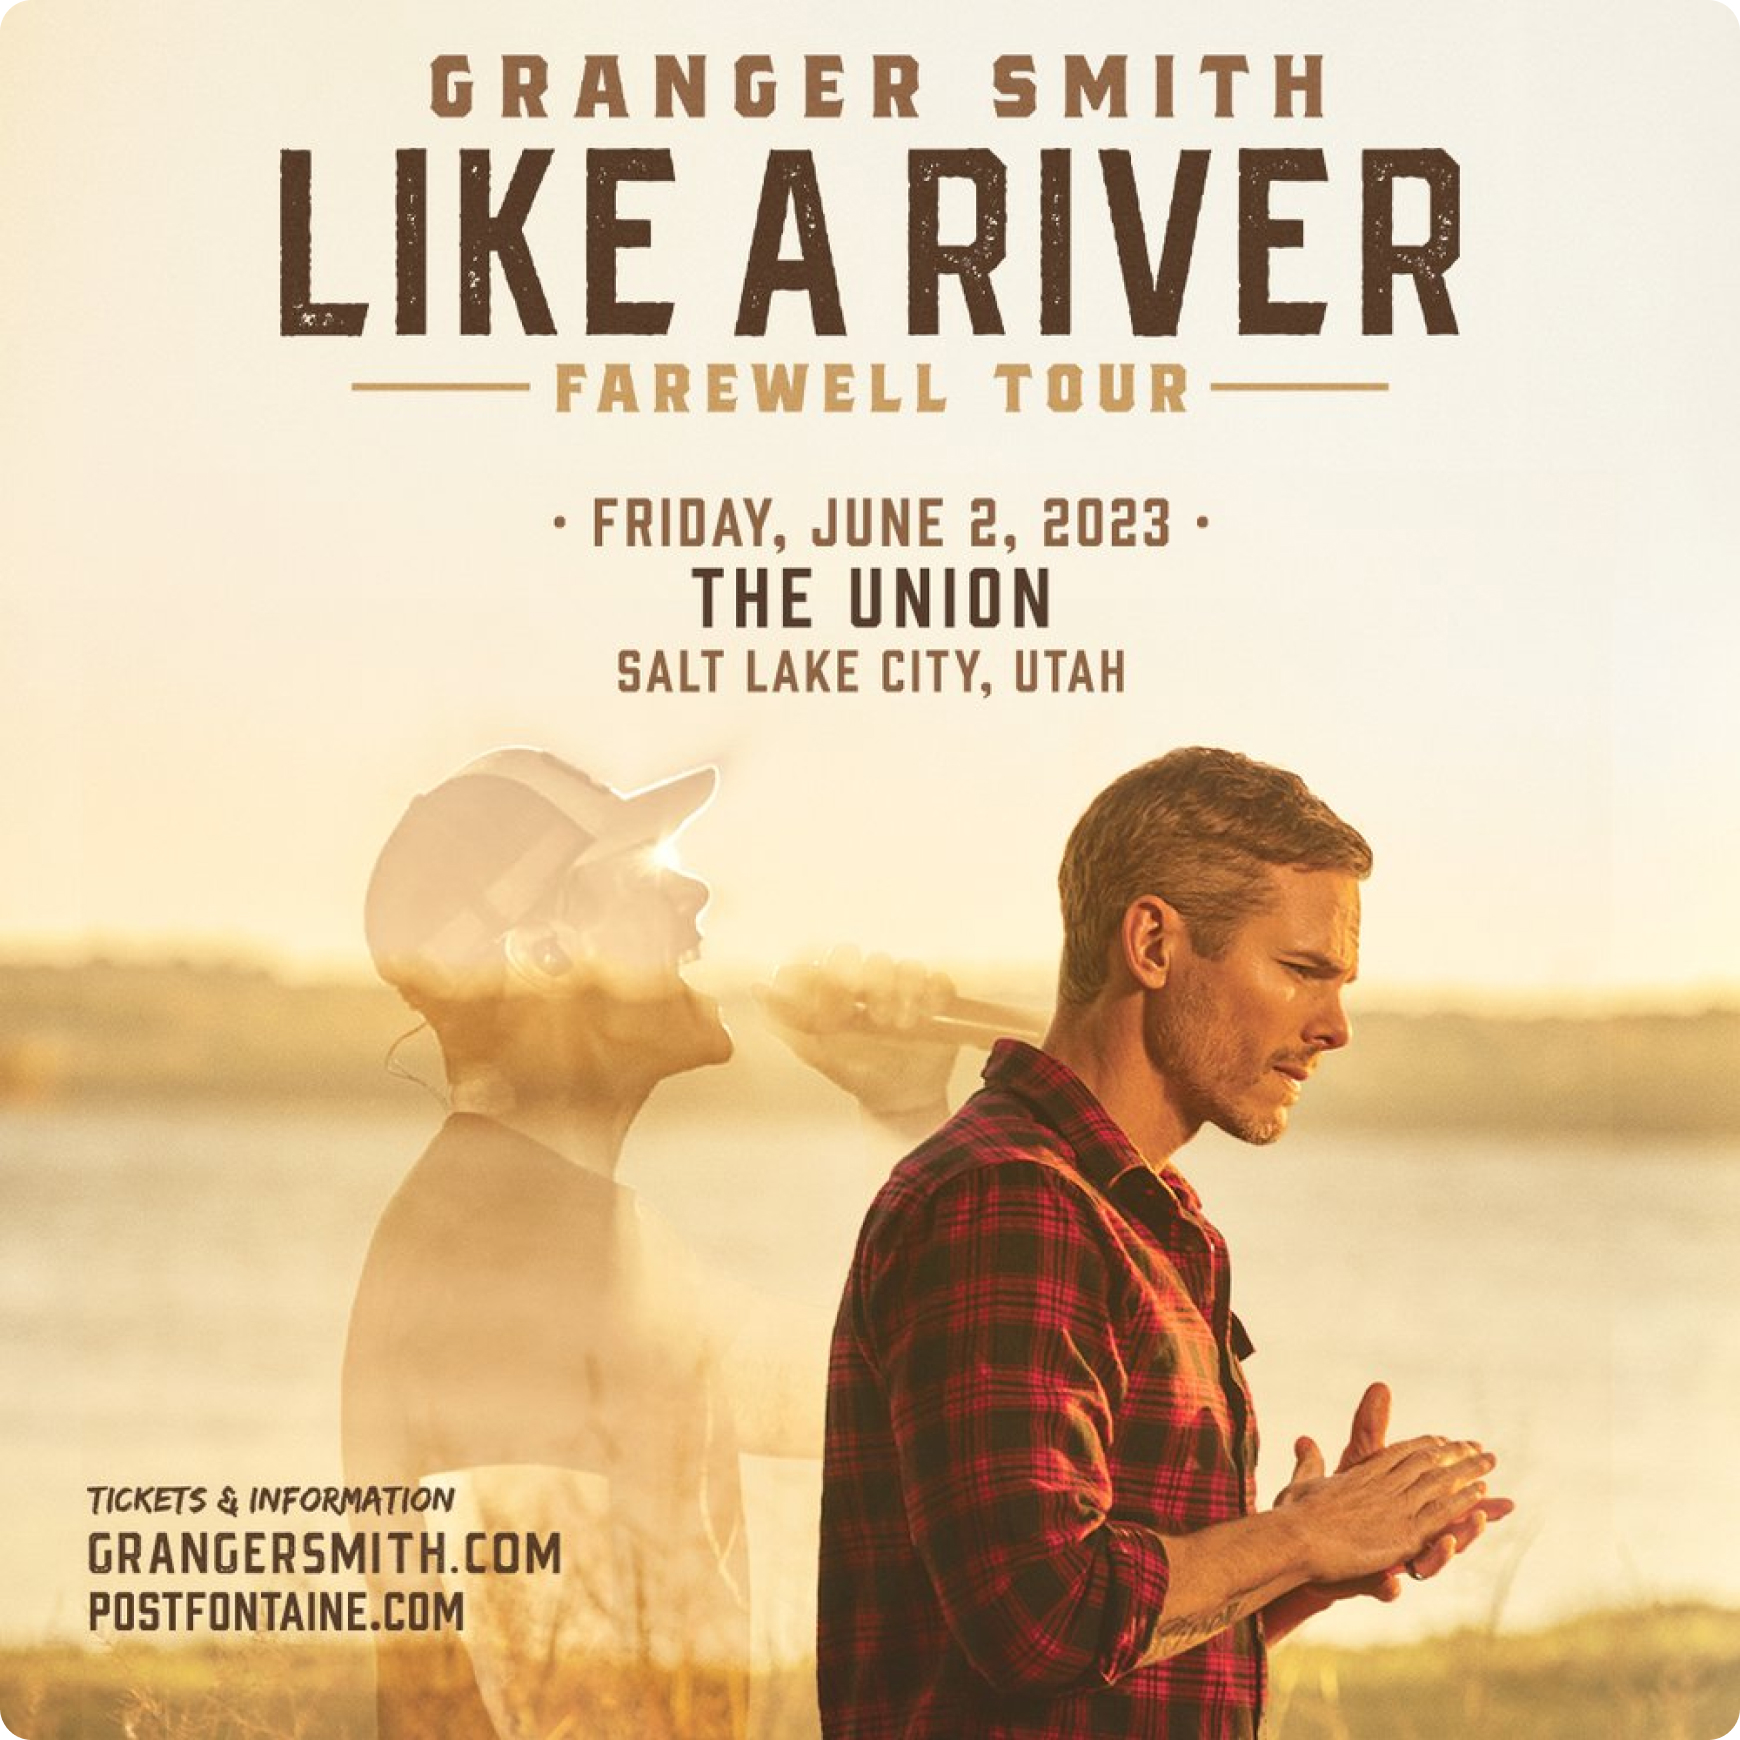 GRANGER SMITH
LIKE A RIVER
FAREWELL TOUR
· FRIDAY, JUNE 2, 2023 ·
THE UNION
SALT LAKE CITY, UTAH
TICKETS & INFORMATION
GRANGERSMITH.COM
POSTFONTAINE.COM